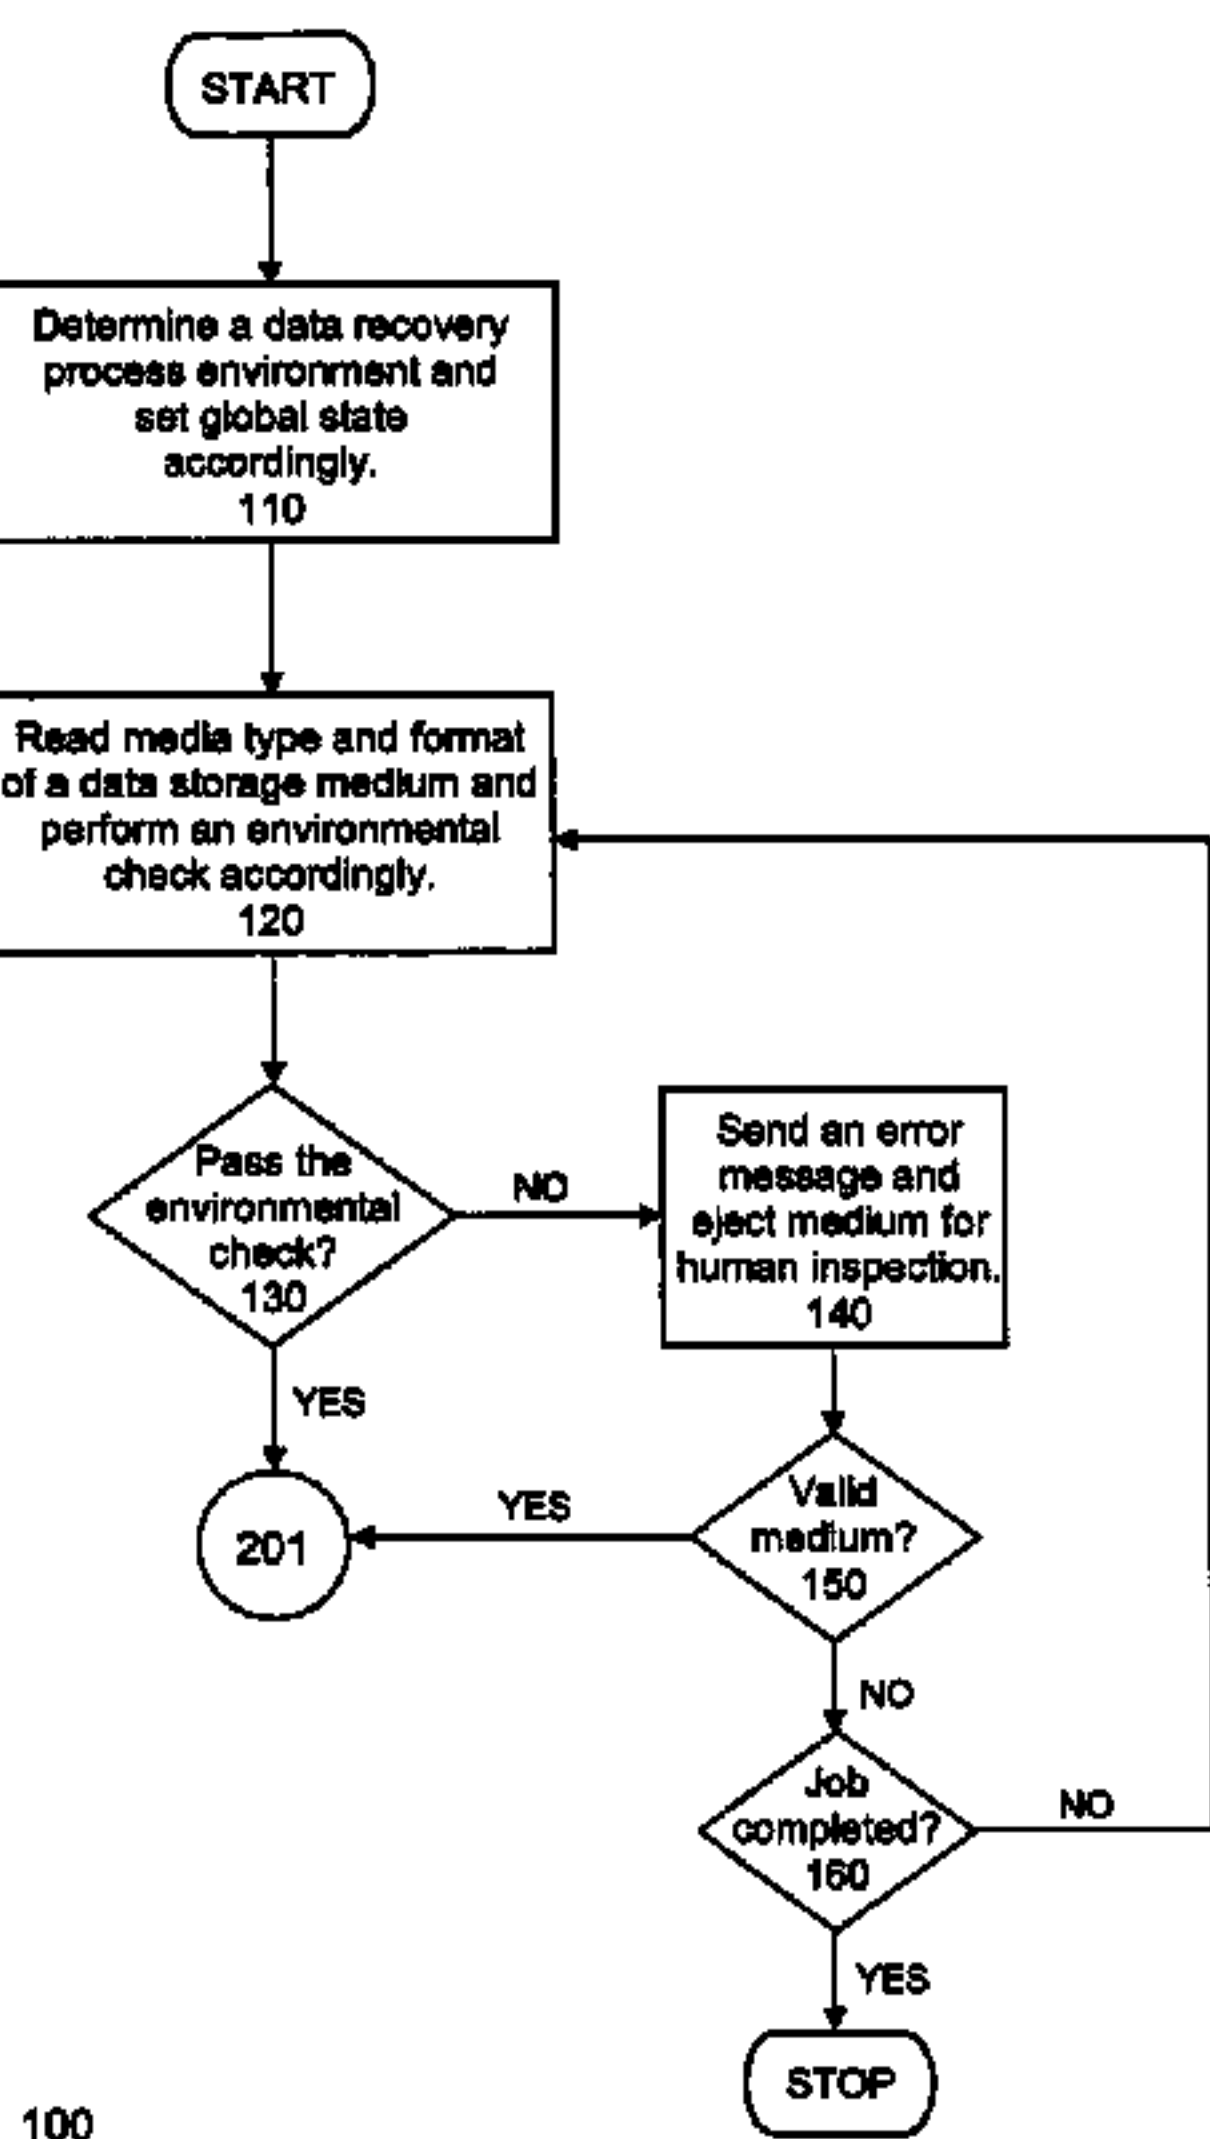 START
Determine a data recovery
process environment and
set global state
accordingly.
110
Read media type and format
of a data storage medium and
perform an environmental
check accordingly.
120
Pass the
environmental
check?
130
NO
Send an error
message and
eject medium for
human inspection.
140
YES
201
YES
Valid
medium?
150
NO
Job
completed?
160
NO
YES
STOP
100